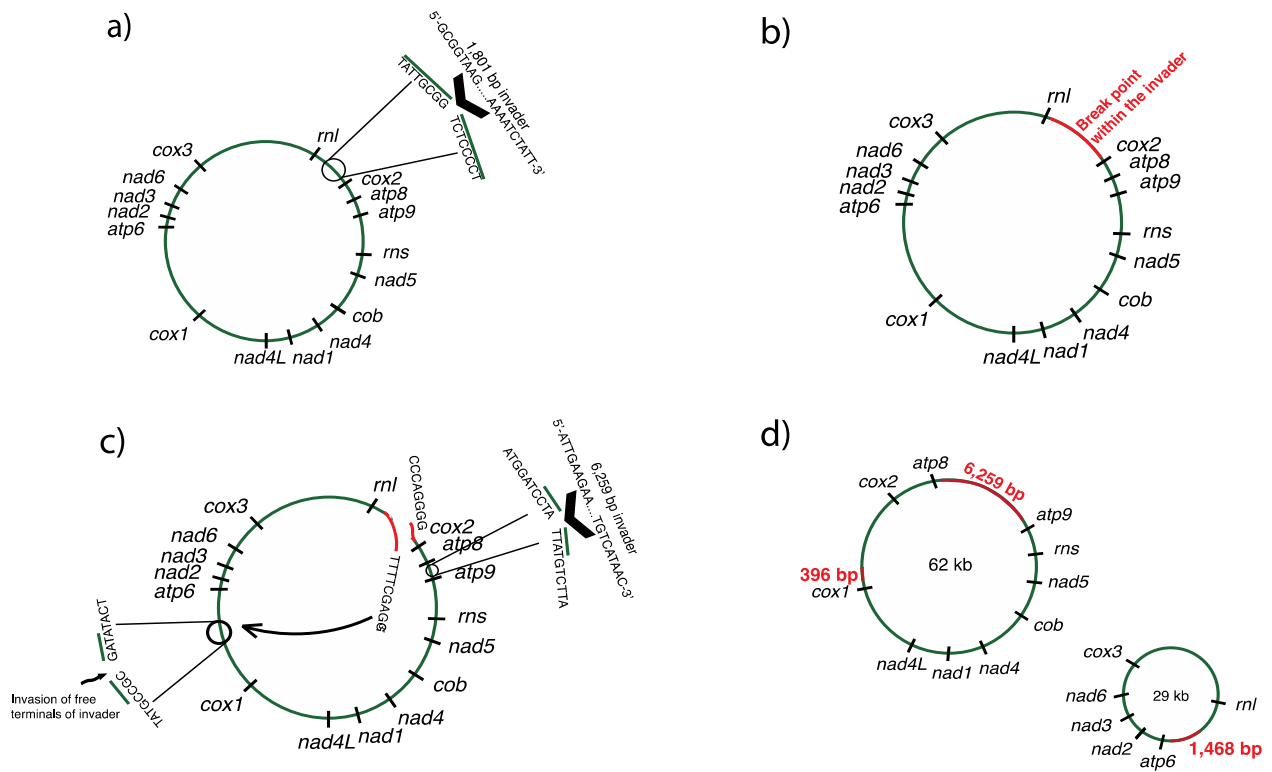 a)
5'-GCGGTAAG.....AAAATCTATT-3'
1,801 bp invader
TATTGCGG
TCTCCCCT
rnl
cox3
nad6
nad3
nad2
atp6
cox2
atp8
atp9
rns
nad5
cob
nad4
nad1
nad4L
cox1
b)
Break point
within the invader
rnl
cox3
nad6
nad3
nad2
atp6
cox2
atp8
atp9
rns
nad5
cob
nad4
nad1
nad4L
cox1
c)
5'-ATTGAAGAA.....TGTCATAAC-3'
6,259 bp invader
ATGGATCCTA
TTATGTCTTA
CCCAGGGG
TTTTCGAGG
rnl
cox3
nad6
nad3
nad2
atp6
cox2
atp8
atp9
rns
nad5
cob
nad4
nad1
nad4L
cox1
GATATACT
TATGCCGC
Invasion of free
terminals of invader
d)
atp8
6,259 bp
cox2
atp9
rns
nad5
cob
nad4
nad1
nad4L
cox1
396 bp
62 kb
cox3
nad6
nad3
nad2
atp6
rnl
29 kb
1,468 bp